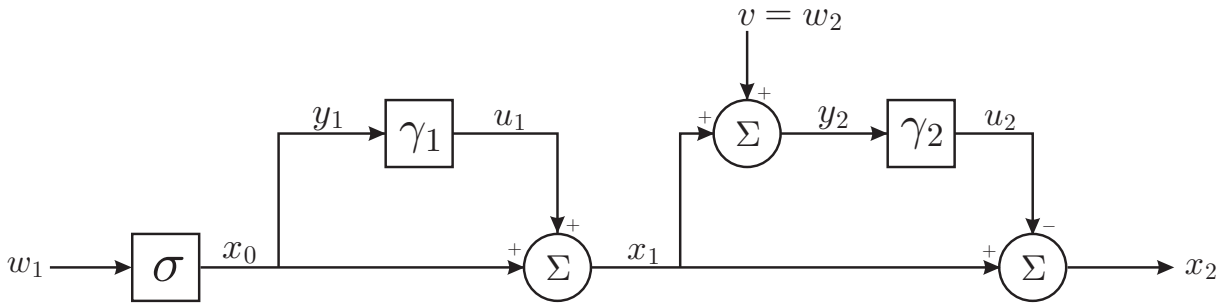 v = w₂
y₁
γ₁
u₁
+
+
Σ
y₂
γ₂
u₂
w₁
σ
x₀
+
+
Σ
x₁
+
−
Σ
x₂